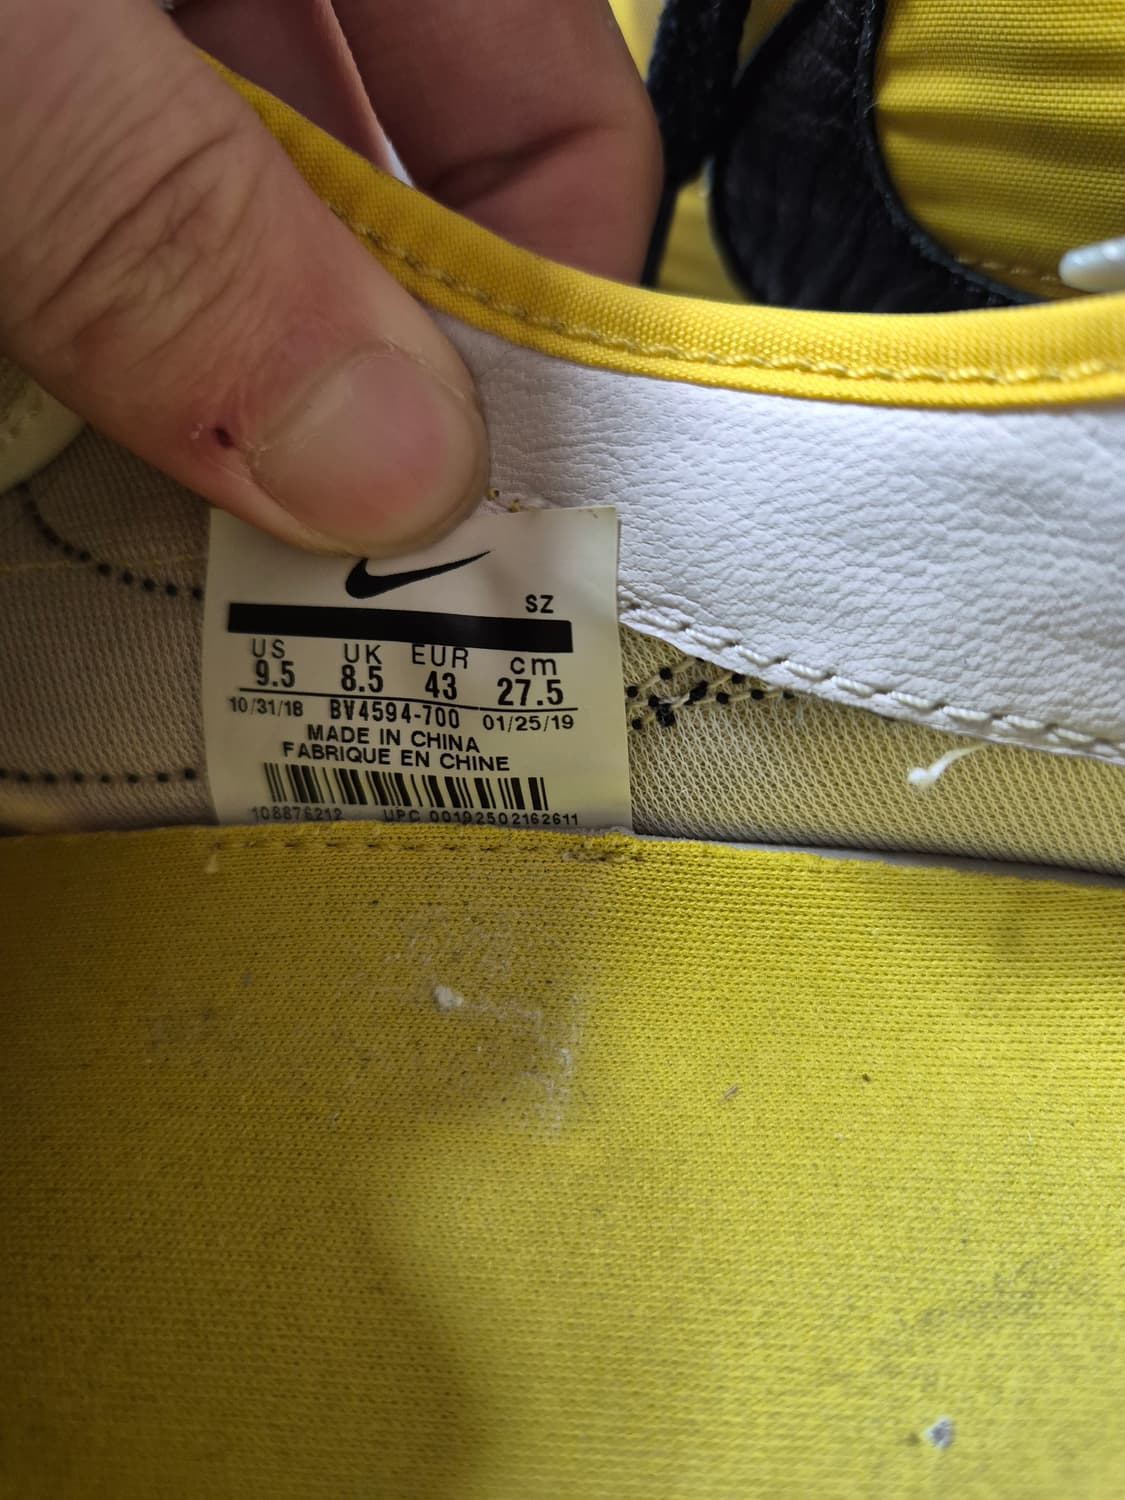 SZ
US UK EUR cm
9.5 8.5 43 27.5
10/31/18 BV4594-700 01/25/19
MADE IN CHINA
FABRIQUE EN CHINE
108876212 UPC 00192502162611